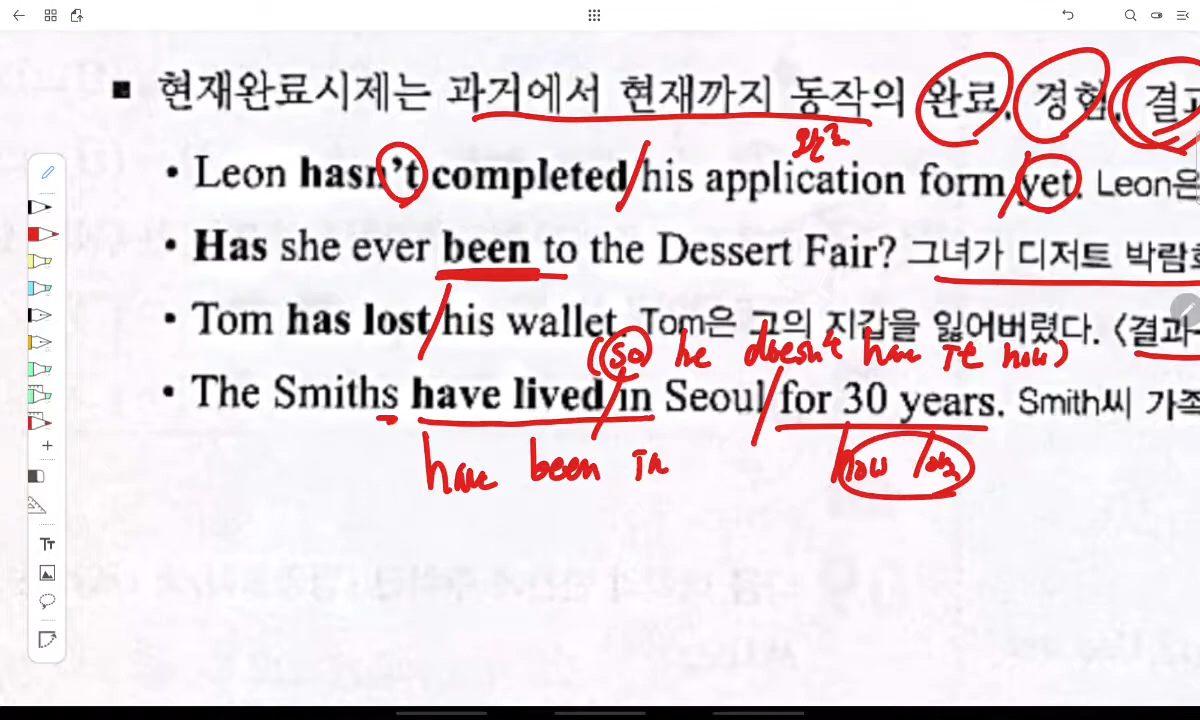 ■ 현재완료시제는 과거에서 현재까지 동작의 완료, 경험, 결과
• Leon hasn't completed his application form yet. Leon은
• Has she ever been to the Dessert Fair? 그녀가 디저트 박람회
• Tom has lost his wallet. Tom은 그의 지갑을 잃어버렸다. <결과
(so he doesn't have it now)
• The Smiths have lived in Seoul for 30 years. Smith씨 가족
have been in how long
Tт